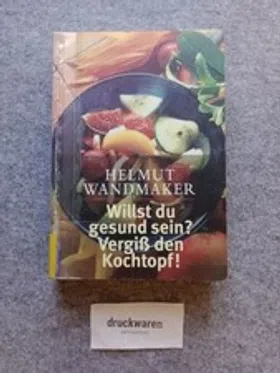 HELMUT
WANDMAKER
Willst du
gesund sein?
Vergiß den
Kochtopf!
druckwaren